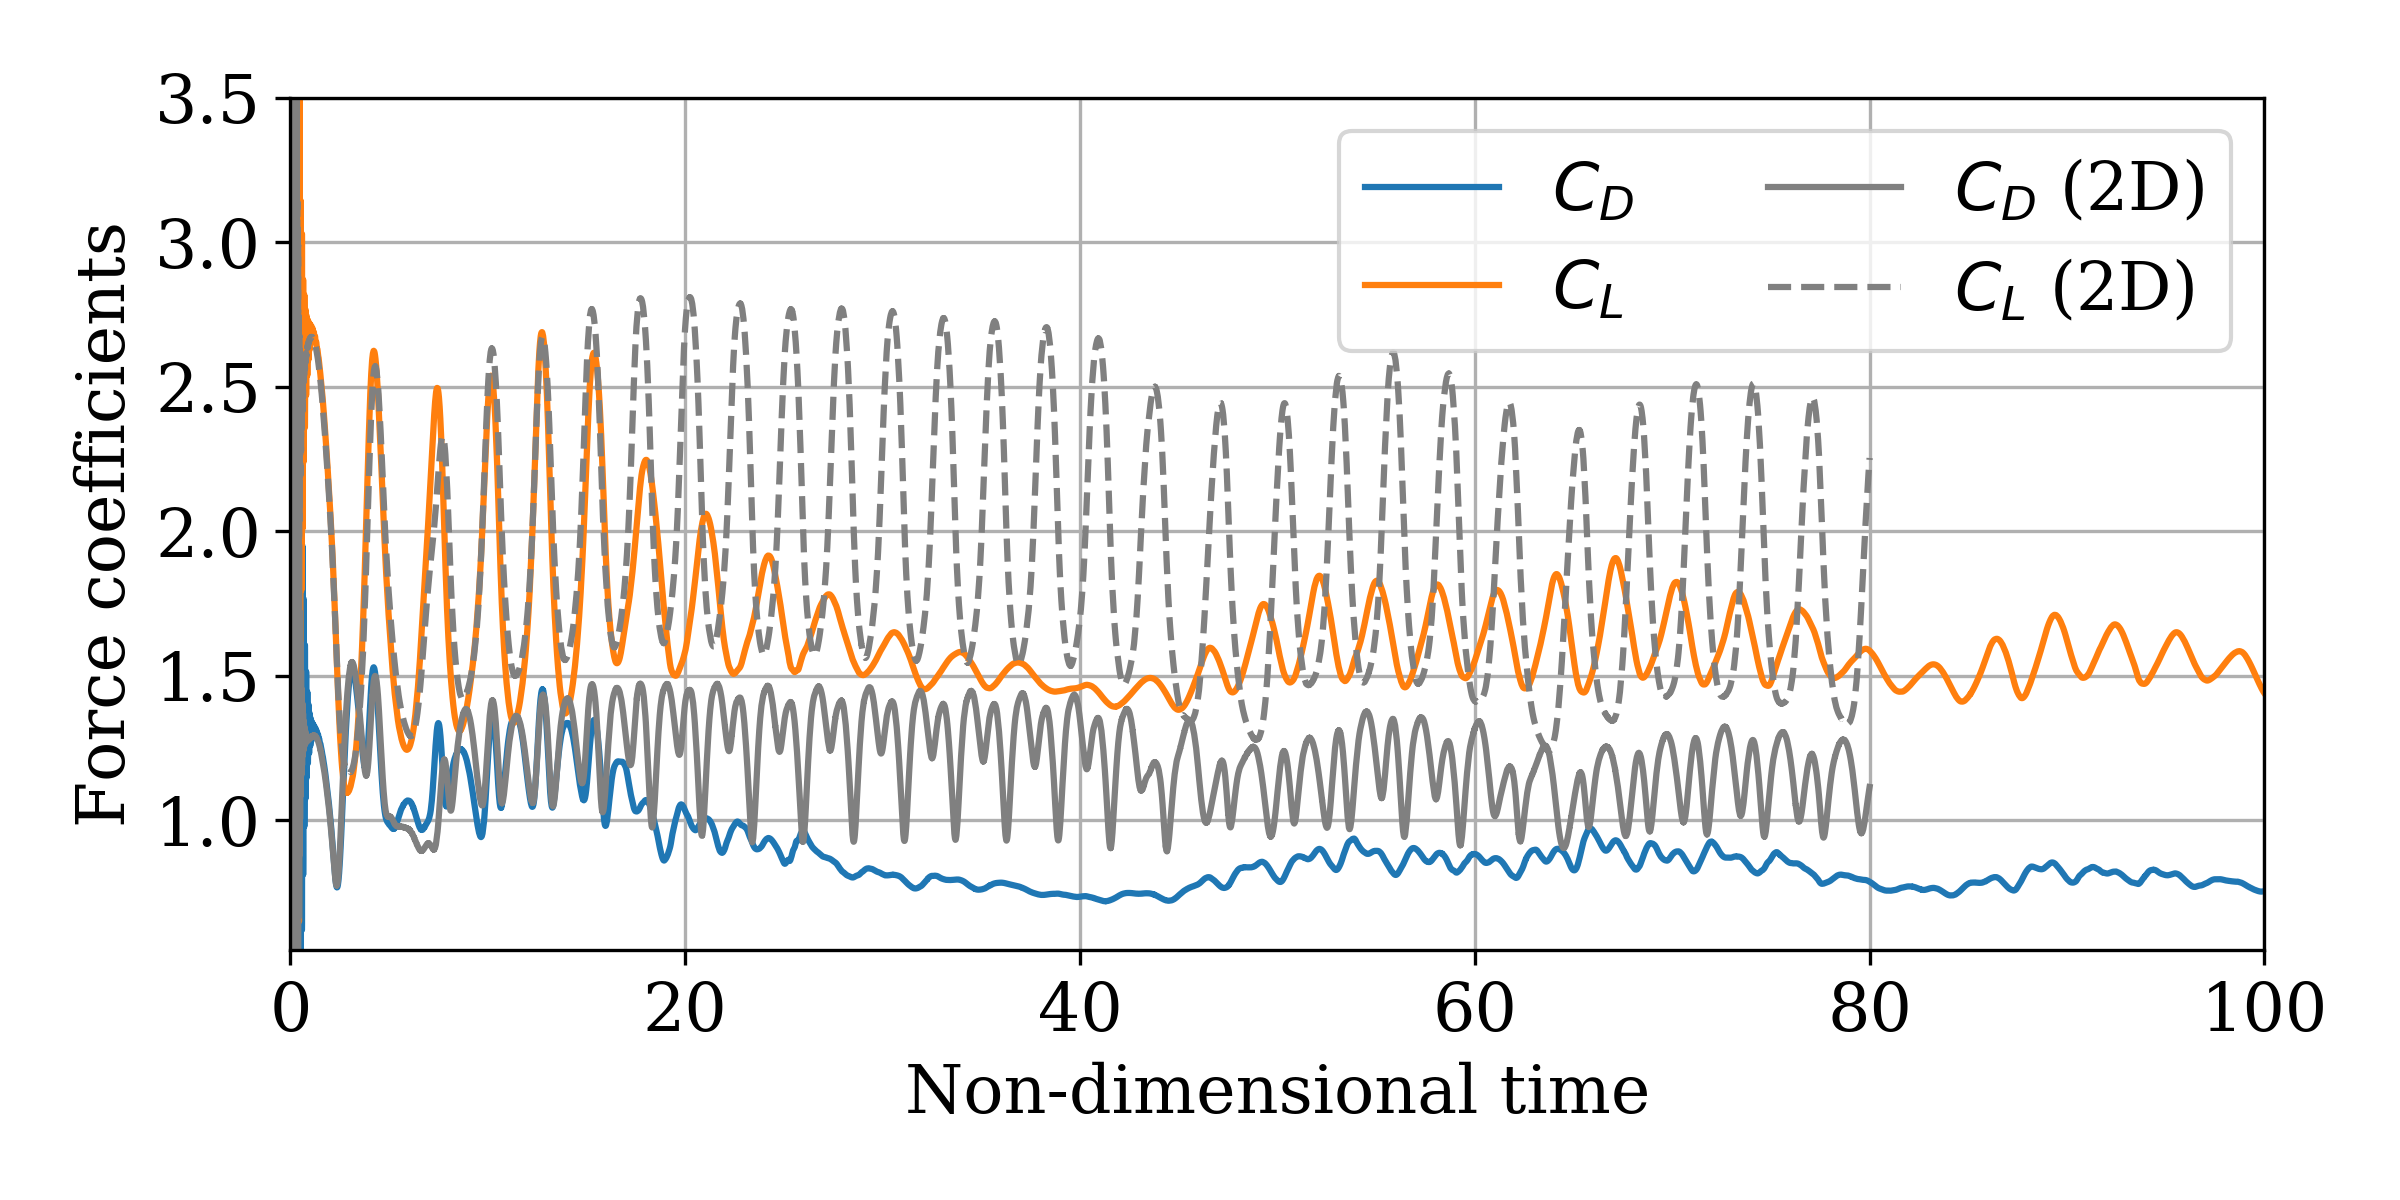 3.5
3.0
2.5
2.0
1.5
1.0
Force coefficients
C_D
C_L
C_D (2D)
C_L (2D)
0 20 40 60 80 100
Non-dimensional time